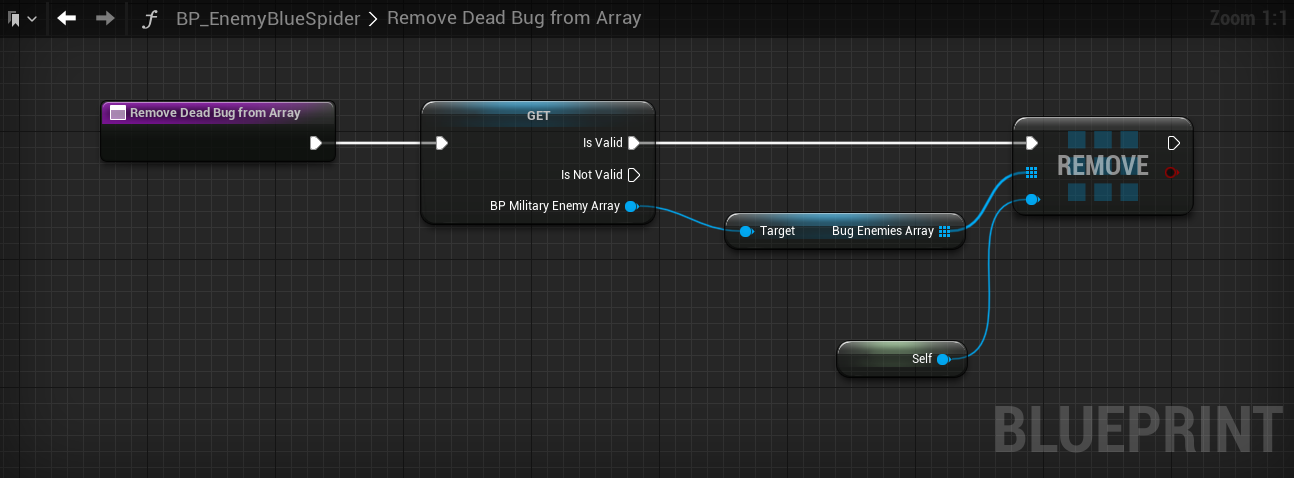 BP_EnemyBlueSpider > Remove Dead Bug from Array
Zoom 1:1
Remove Dead Bug from Array
GET
Is Valid
Is Not Valid
BP Military Enemy Array
Target
Bug Enemies Array
REMOVE
Self
BLUEPRINT